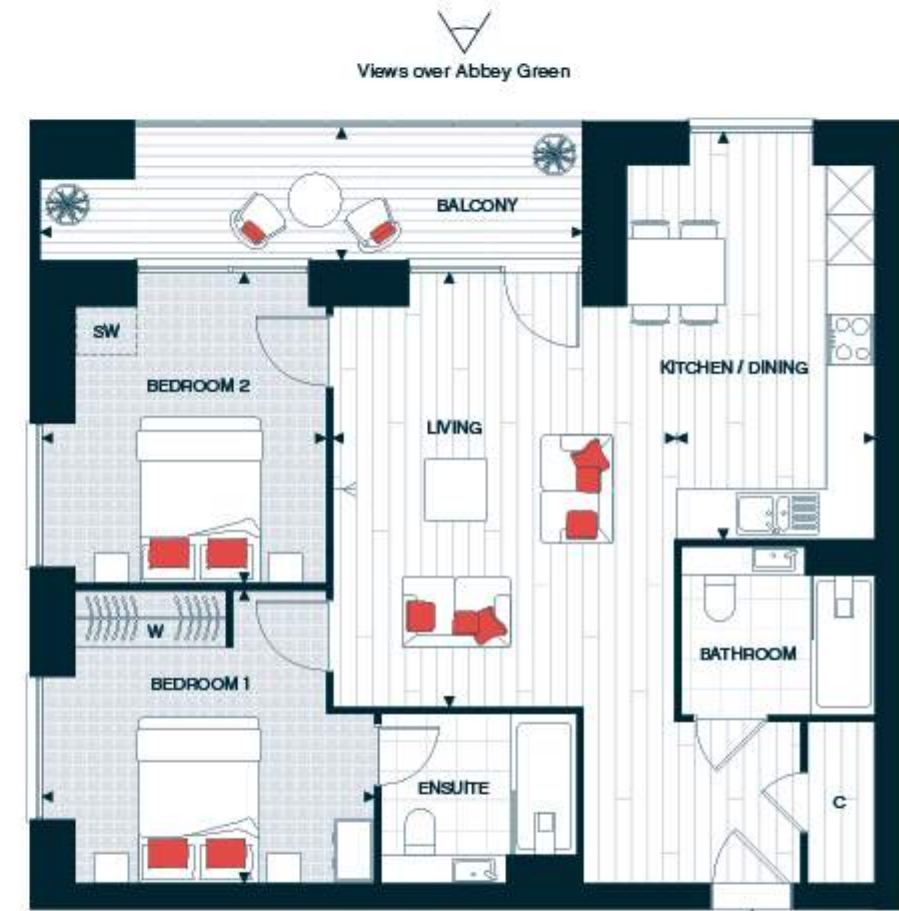 Views over Abbey Green
BALCONY
SW
BEDROOM 2
KITCHEN / DINING
LIVING
W
BEDROOM 1
BATHROOM
ENSUITE
C